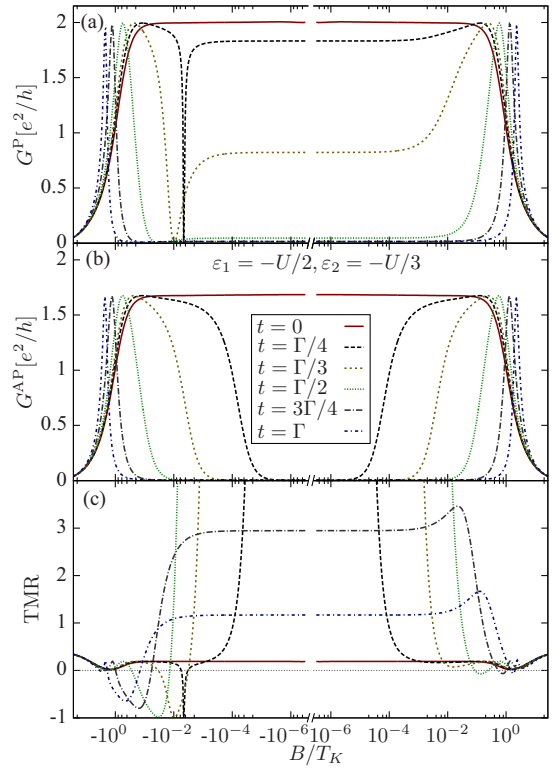 (a)
2
1.5
1
0.5
0
G^P[e^2/h]
(b)
ε_1 = −U/2, ε_2 = −U/3
2
1.5
1
0.5
0
G^AP[e^2/h]
t = 0
t = Γ/4
t = Γ/3
t = Γ/2
t = 3Γ/4
t = Γ
(c)
3
2
1
0
-1
TMR
-10^0 -10^-2 -10^-4 -10^-6 10^-6 10^-4 10^-2 10^0
B/T_K